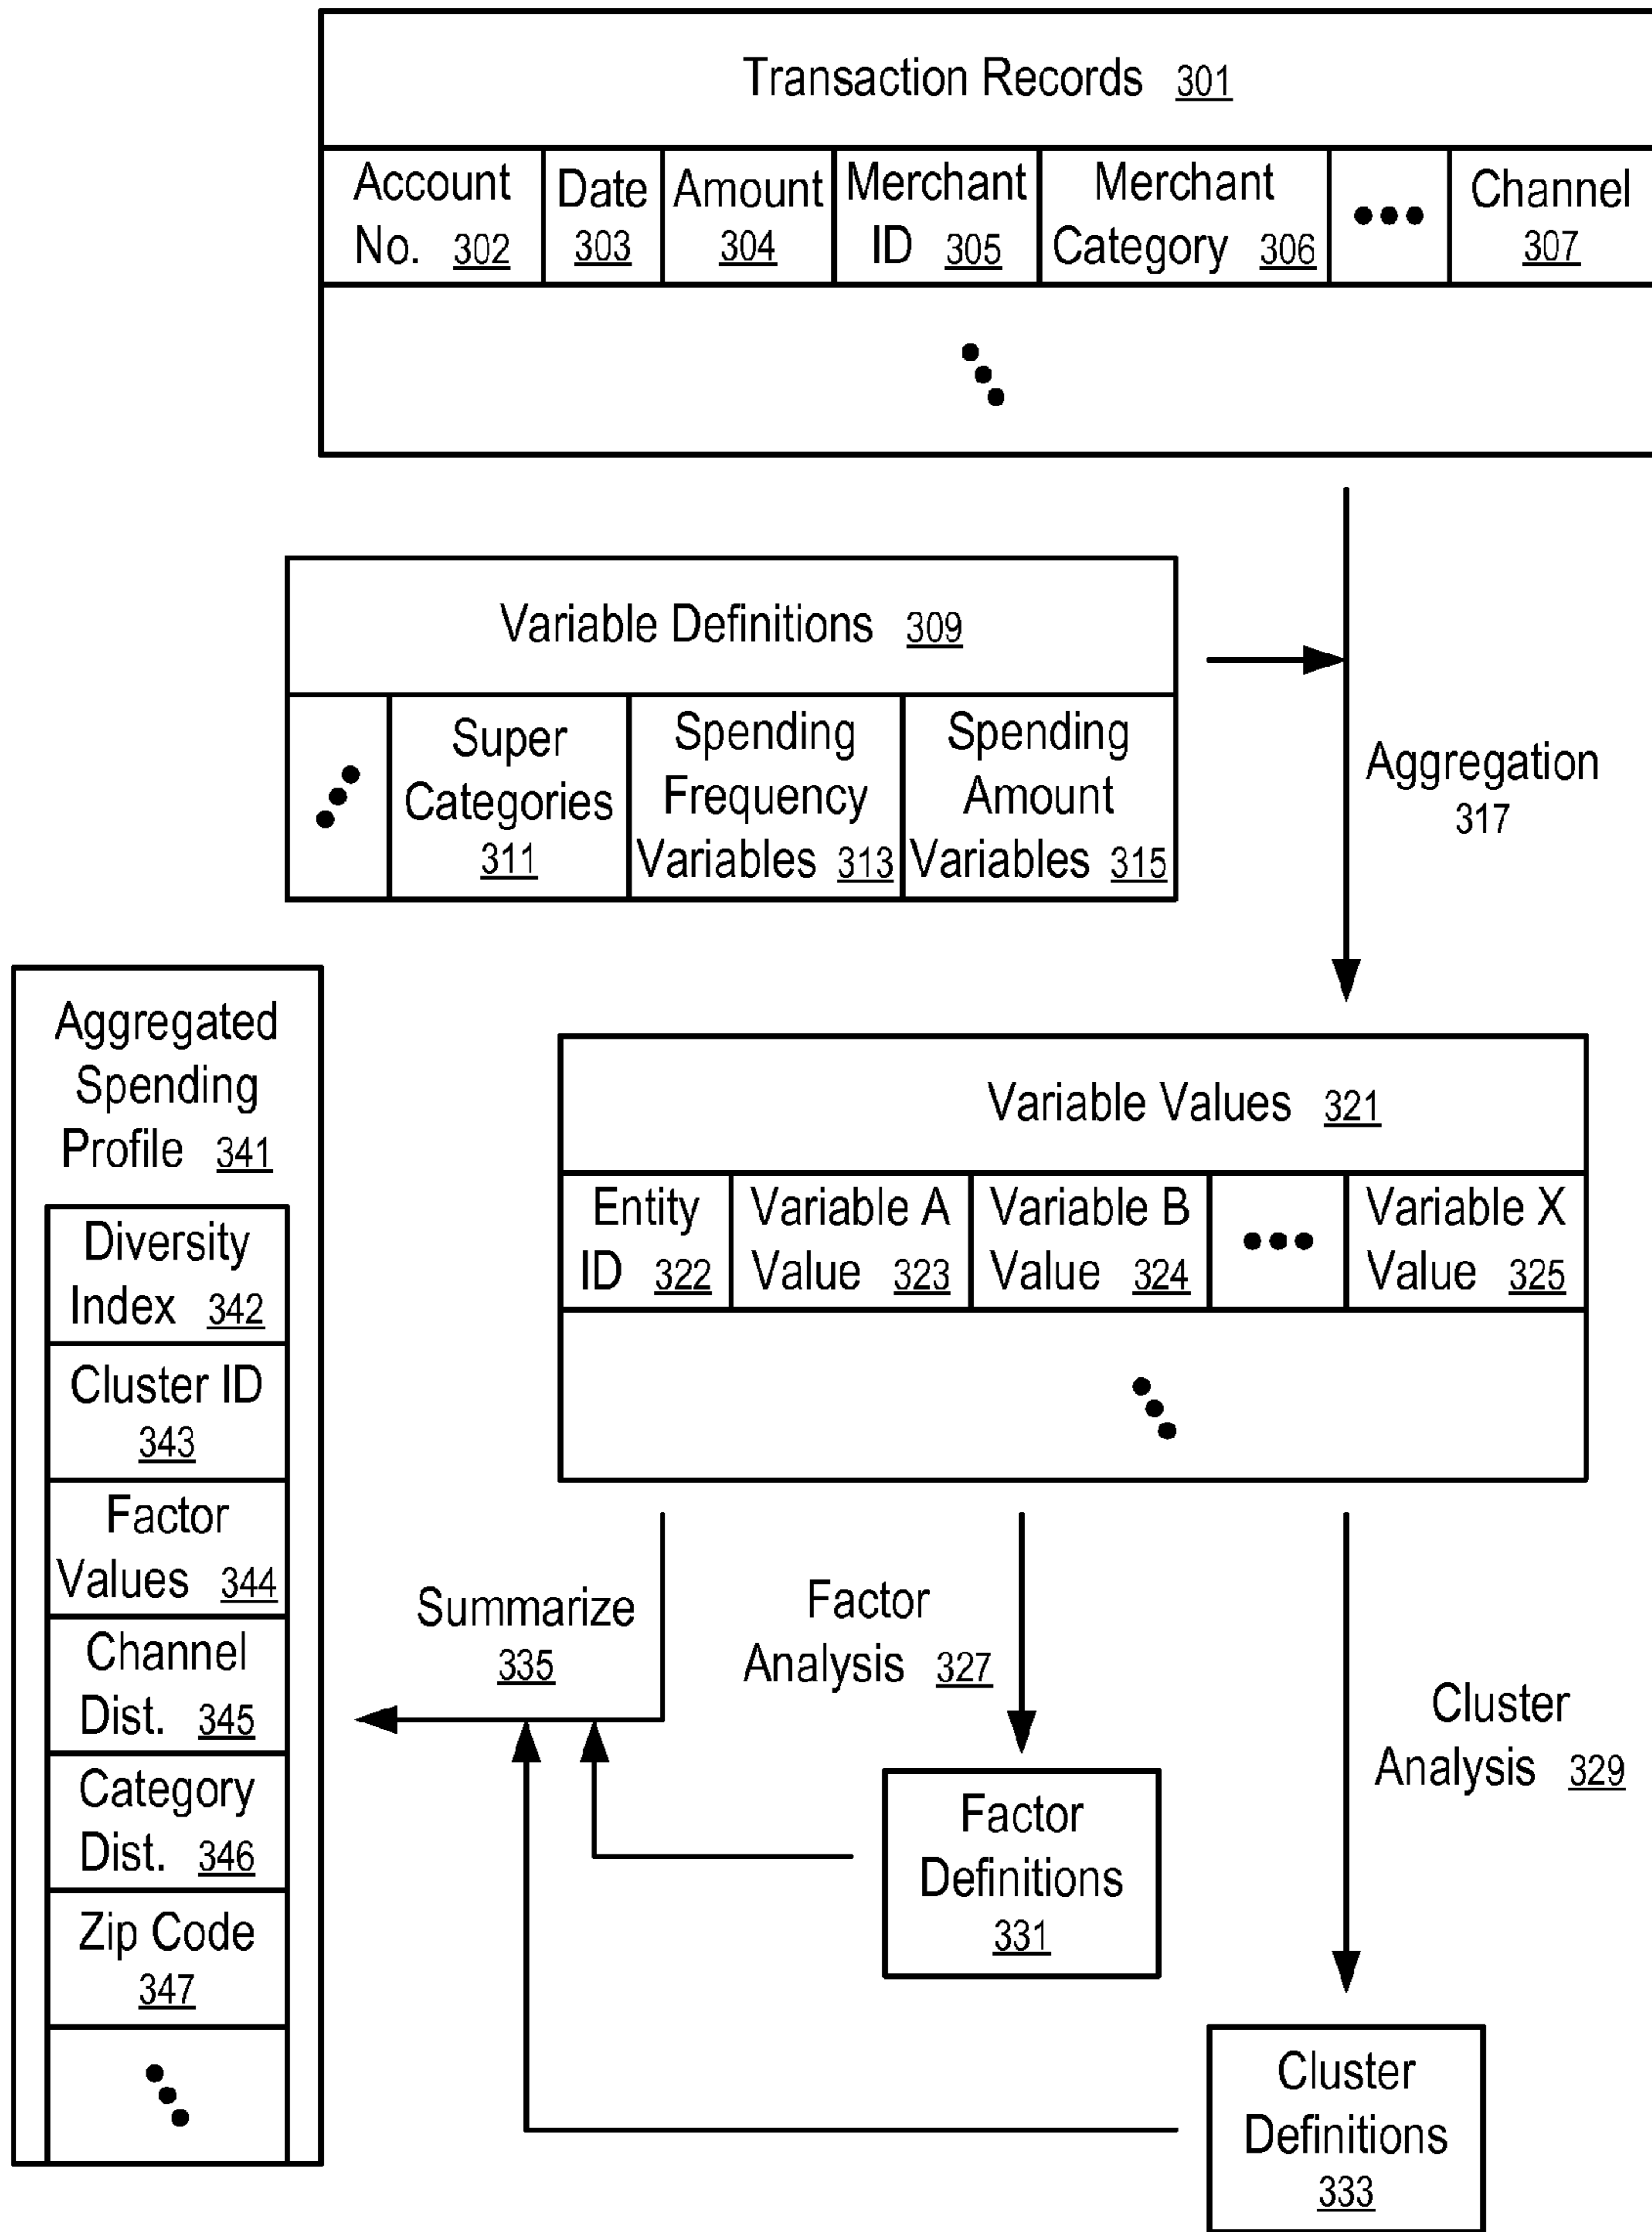 Transaction Records 301
Account
No. 302
Date
303
Amount
304
Merchant
ID 305
Merchant
Category 306
Channel
307
Variable Definitions 309
Super
Categories
311
Spending
Frequency
Variables 313
Spending
Amount
Variables 315
Aggregation
317
Aggregated
Spending
Profile 341
Diversity
Index 342
Cluster ID
343
Factor
Values 344
Channel
Dist. 345
Category
Dist. 346
Zip Code
347
Variable Values 321
Entity
ID 322
Variable A
Value 323
Variable B
Value 324
Variable X
Value 325
Summarize
335
Factor
Analysis 327
Cluster
Analysis 329
Factor
Definitions
331
Cluster
Definitions
333